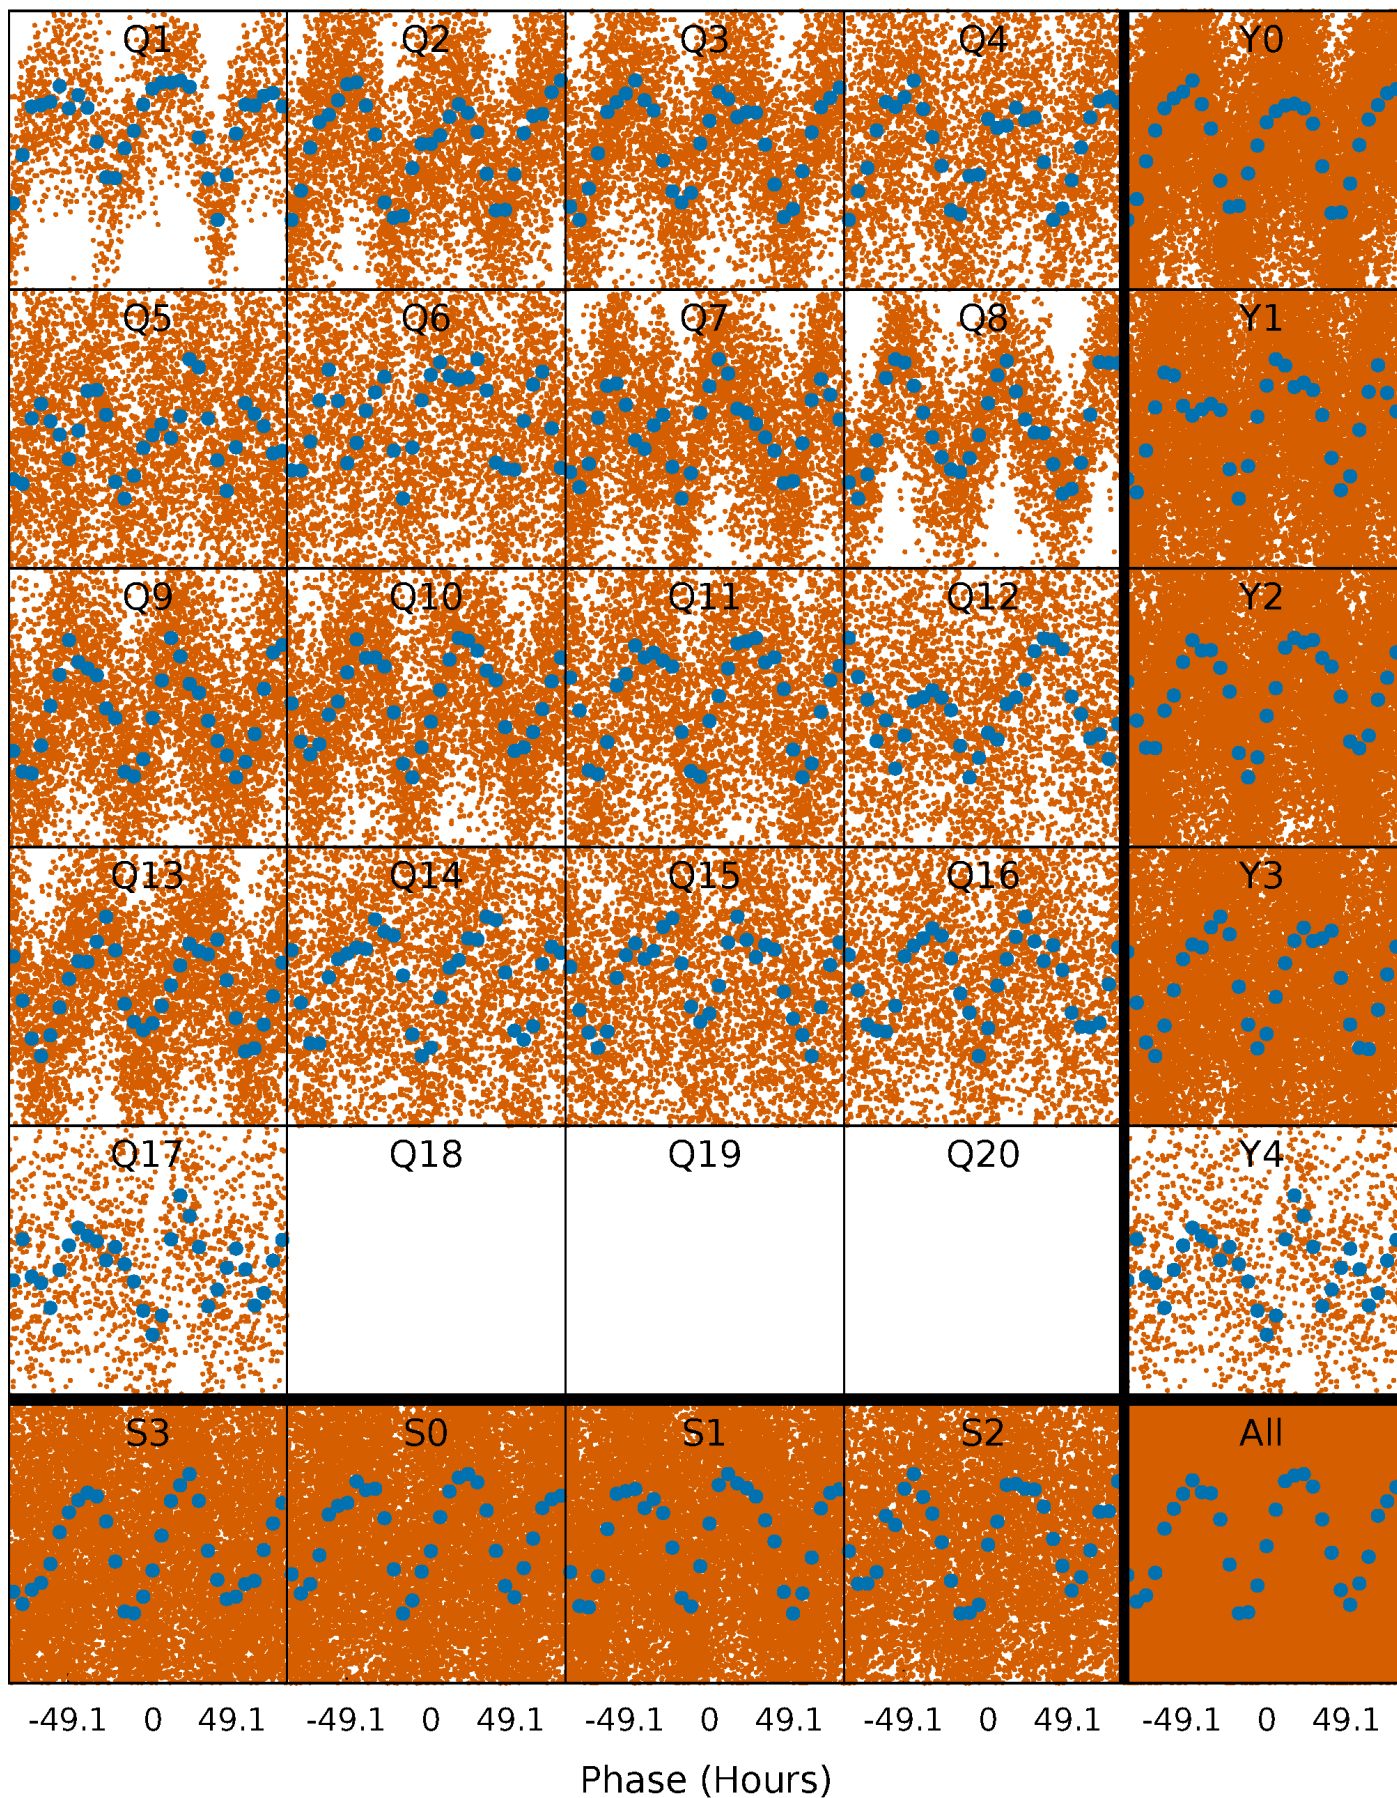 Q1 Q2 Q3 Q4 Y0
Q5 Q6 Q7 Q8 Y1
Q9 Q10 Q11 Q12 Y2
Q13 Q14 Q15 Q16 Y3
Q17 Q18 Q19 Q20 Y4
S3 S0 S1 S2 All
-49.1 0 49.1 -49.1 0 49.1 -49.1 0 49.1 -49.1 0 49.1 -49.1 0 49.1
Phase (Hours)